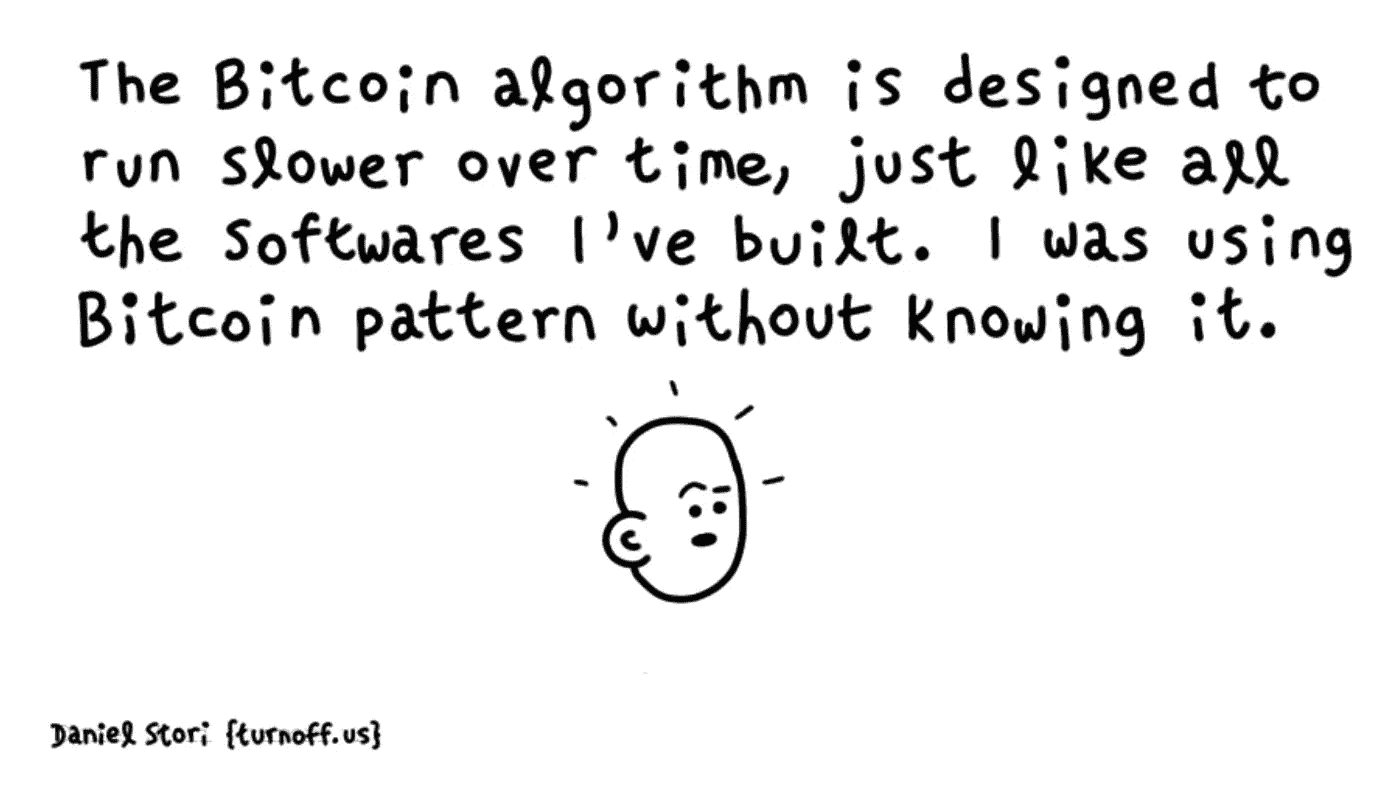 The Bitcoin algorithm is designed to
run slower over time, just like all
the softwares I've built. I was using
Bitcoin pattern without knowing it.
Daniel Stori {turnoff.us}